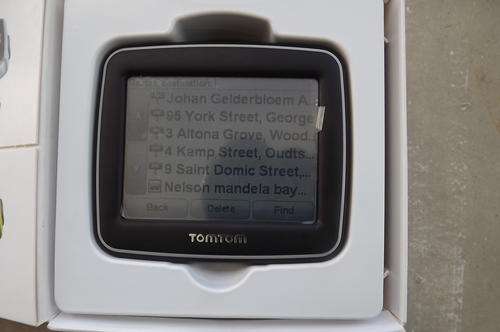 Johan Gelderbloem A...
95 York Street, George
3 Altona Grove, Wood...
4 Kamp Street, Oudts...
9 Saint Domic Street,...
Nelson mandela bay...
Back Delete Find
TOMTOM